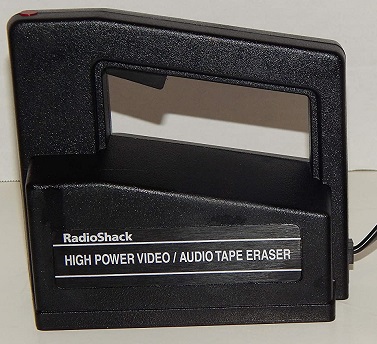 RadioShack
HIGH POWER VIDEO / AUDIO TAPE ERASER